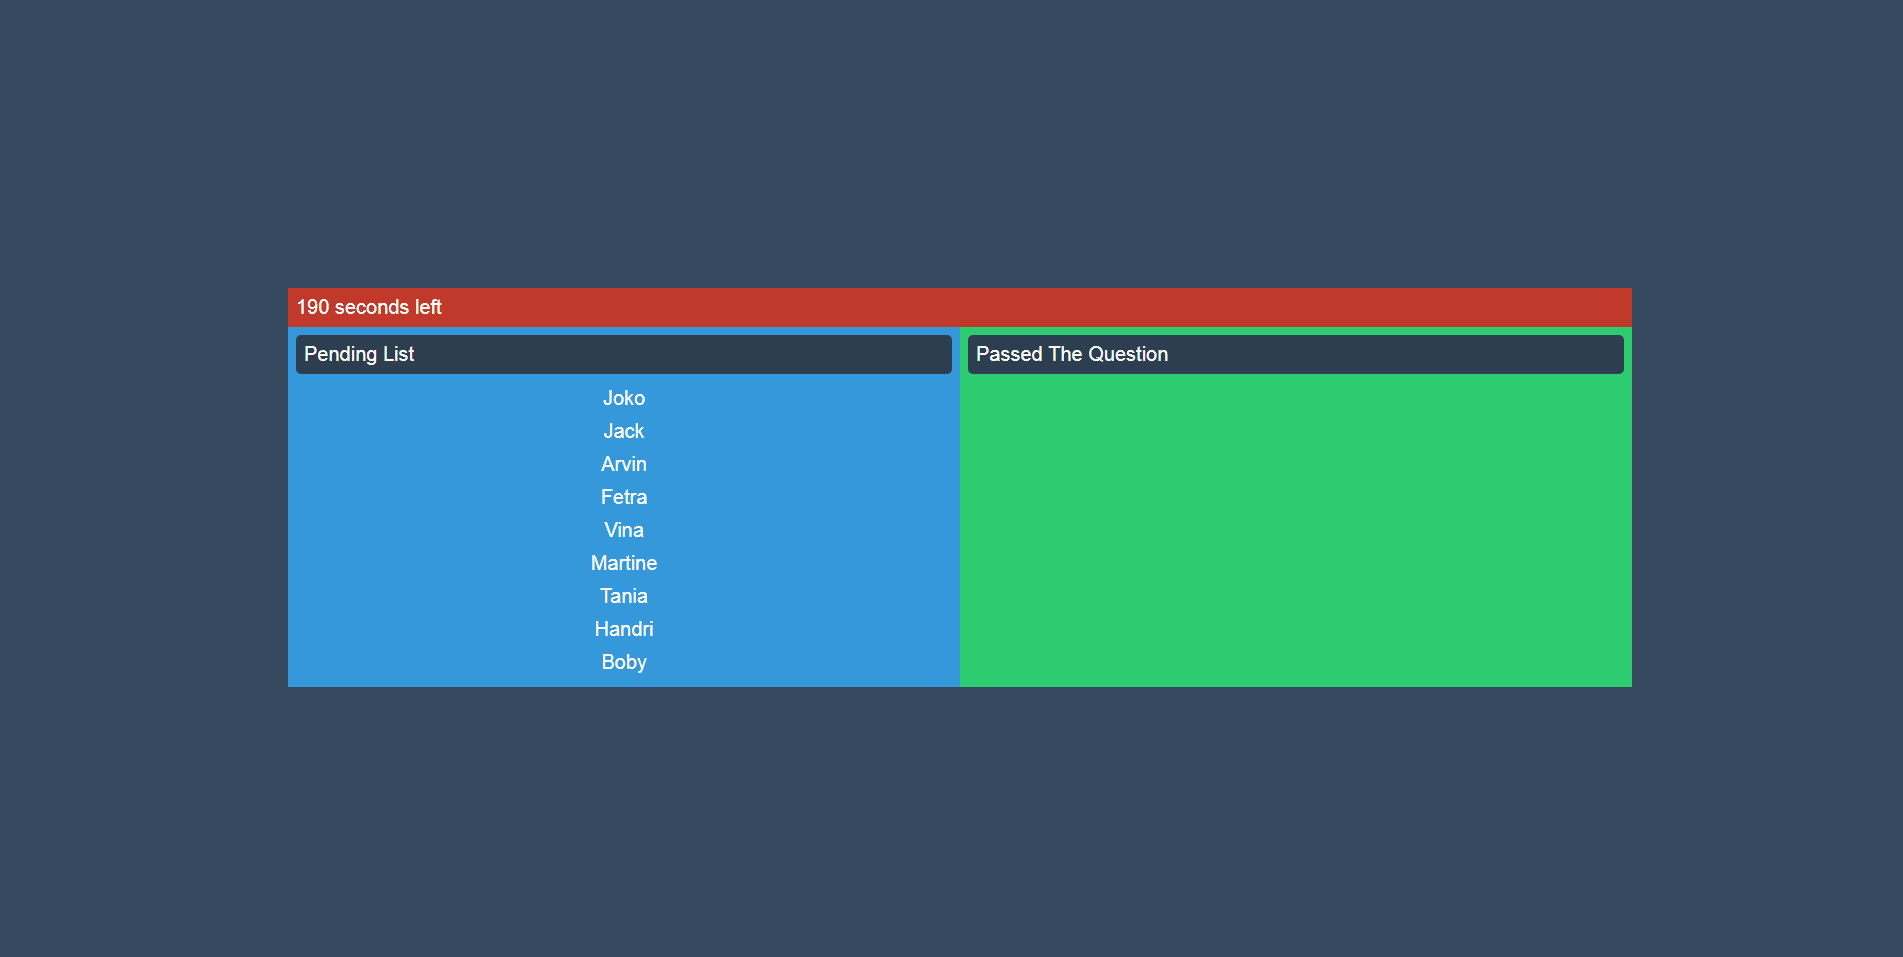 190 seconds left
Pending List
Joko
Jack
Arvin
Fetra
Vina
Martine
Tania
Handri
Boby
Passed The Question